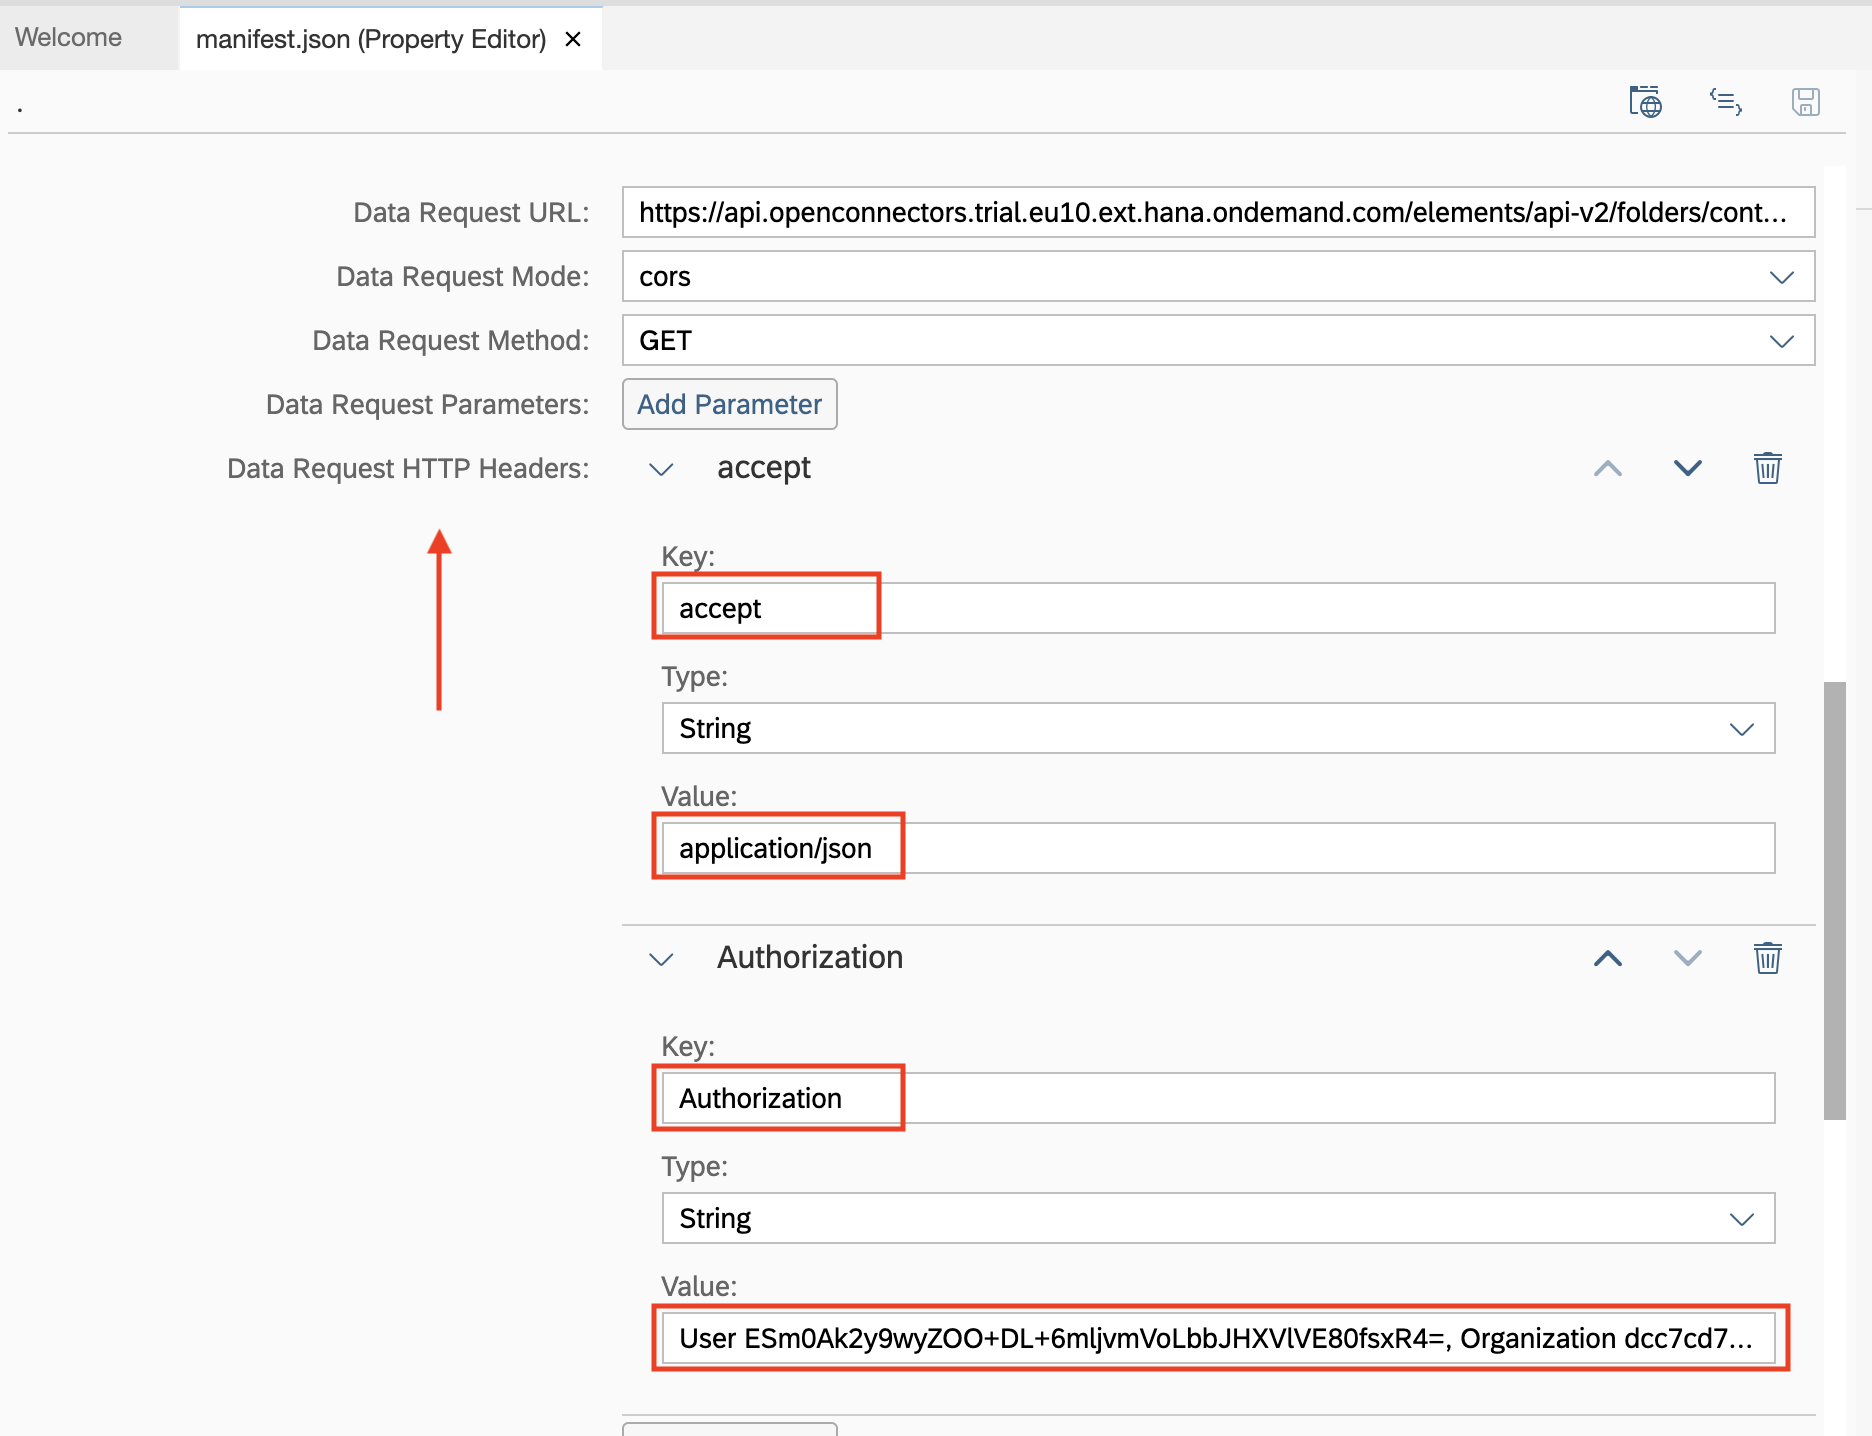 Welcome
manifest.json (Property Editor)
.
Data Request URL:
https://api.openconnectors.trial.eu10.ext.hana.ondemand.com/elements/api-v2/folders/cont...
Data Request Mode:
cors
Data Request Method:
GET
Data Request Parameters:
Add Parameter
Data Request HTTP Headers:
accept
Key:
accept
Type:
String
Value:
application/json
Authorization
Key:
Authorization
Type:
String
Value:
User ESm0Ak2y9wyZOO+DL+6mljvmVoLbbJHXVlVE80fsxR4=, Organization dcc7cd7...